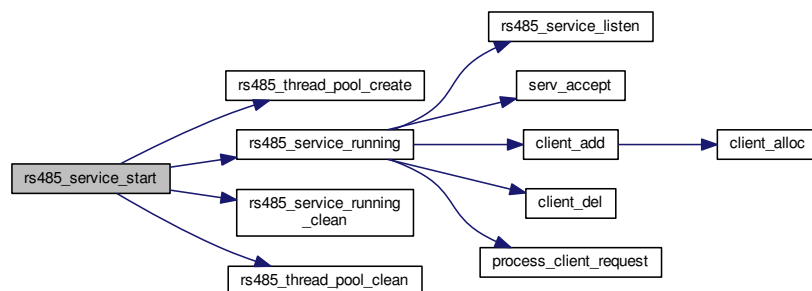 rs485_service_start
rs485_thread_pool_create
rs485_service_running
rs485_service_running
_clean
rs485_thread_pool_clean
rs485_service_listen
serv_accept
client_add
client_del
process_client_request
client_alloc